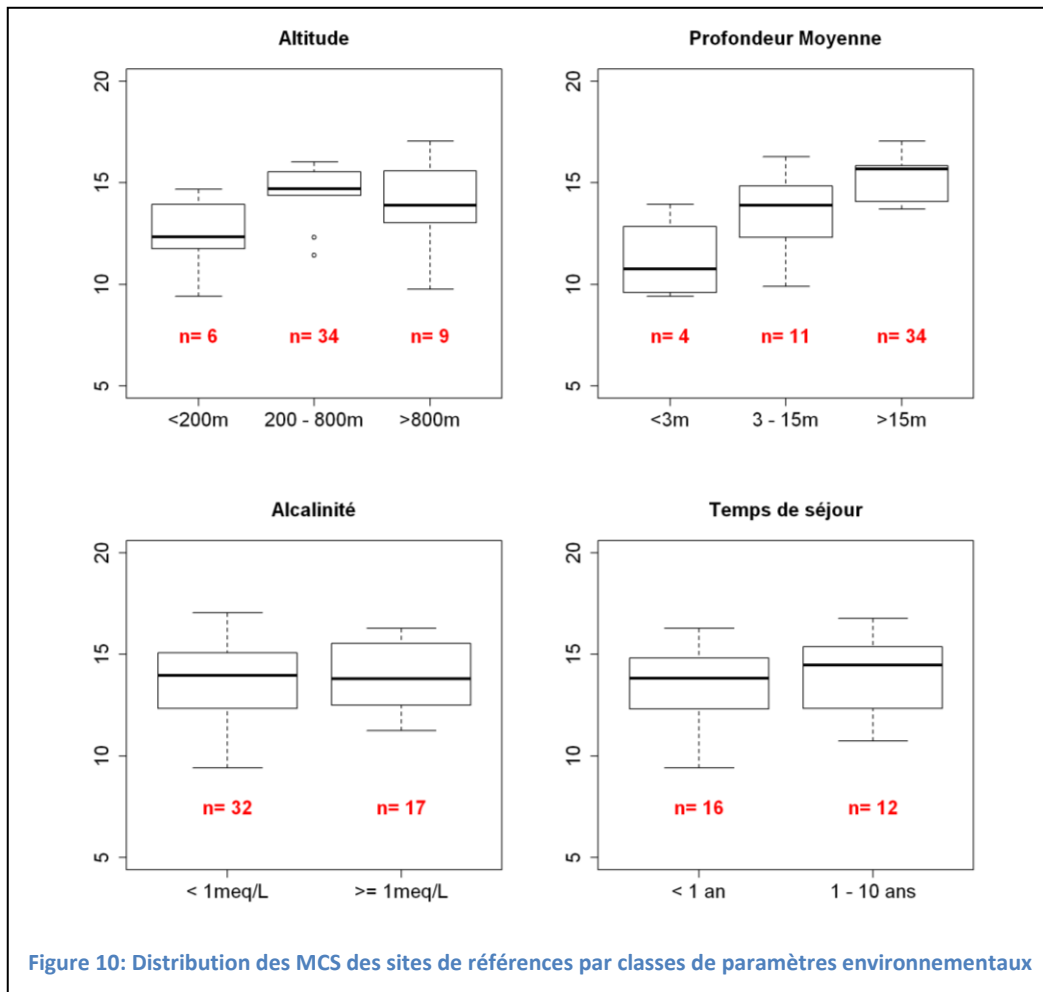 Altitude
20
15
10
5
n= 6 n= 34 n= 9
<200m 200 - 800m >800m
Profondeur Moyenne
20
15
10
5
n= 4 n= 11 n= 34
<3m 3 - 15m >15m
Alcalinité
20
15
10
5
n= 32 n= 17
< 1meq/L >= 1meq/L
Temps de séjour
20
15
10
5
n= 16 n= 12
< 1 an 1 - 10 ans
Figure 10: Distribution des MCS des sites de références par classes de paramètres environnementaux